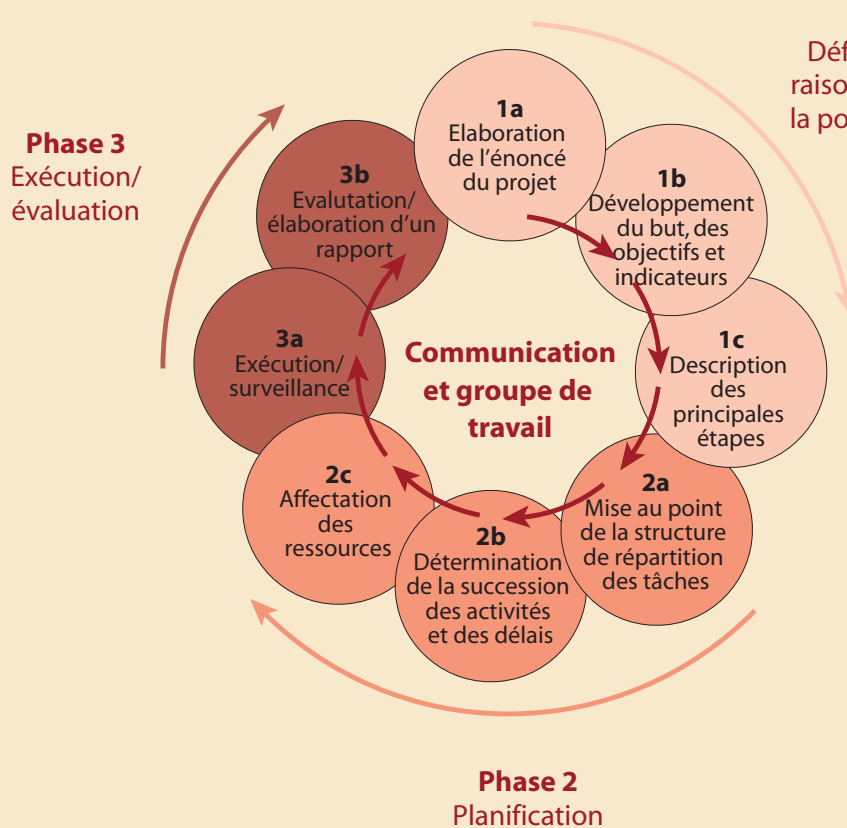 1a
Elaboration
de l'énoncé
du projet
1b
Développement
du but, des
objectifs et
indicateurs
1c
Description
des
principales
étapes
2a
Mise au point
de la structure
de répartition
des tâches
2b
Détermination
de la succession
des activités
et des délais
2c
Affectation
des
ressources
3a
Exécution/
surveillance
3b
Evalutation/
élaboration d'un
rapport
Communication
et groupe de
travail
Phase 3
Exécution/
évaluation
Phase 2
Planification
la